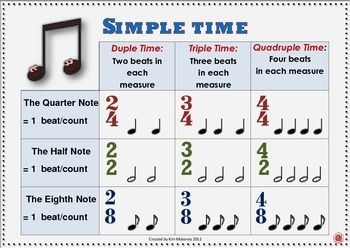 SIMPLE TIME
Duple Time:
Two beats in
each
measure
Triple Time:
Three beats
in each
measure
Quadruple Time:
Four beats
in each measure
The Quarter Note
= 1 beat/count
2
4
3
4
4
4
The Half Note
= 1 beat/count
2
2
3
2
4
2
The Eighth Note
= 1 beat/count
2
8
3
8
4
8
Created by Kim Maloney 2011